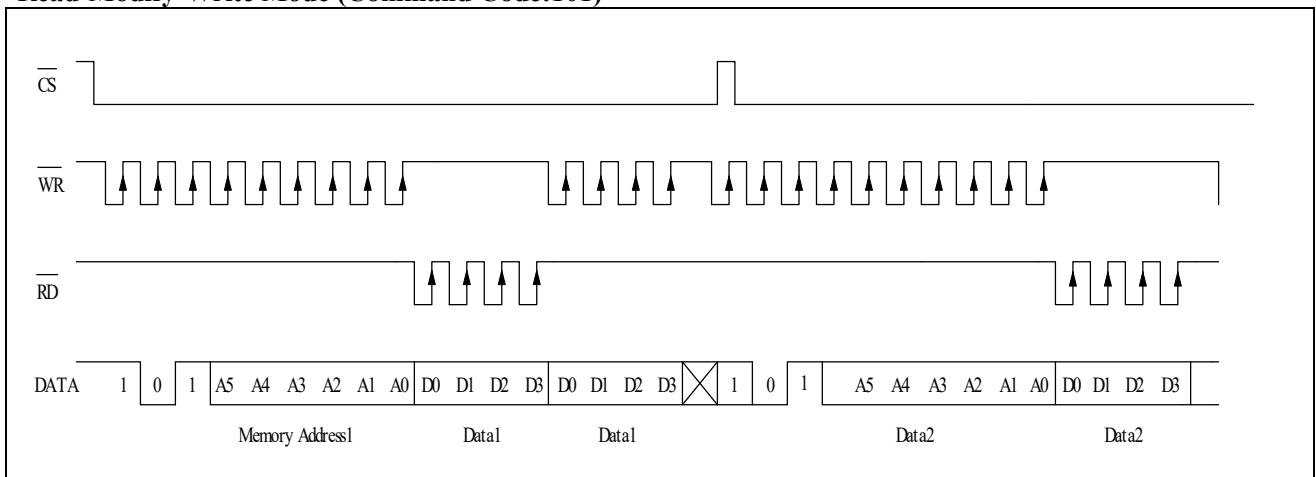 Read-Modify-Write Mode (Command Code:101)
CS
WR
RD
DATA 1 0 1 A5 A4 A3 A2 A1 A0 D0 D1 D2 D3 D0 D1 D2 D3 1 0 1 A5 A4 A3 A2 A1 A0 D0 D1 D2 D3
Memory Address1 Data1 Data1 Data2 Data2